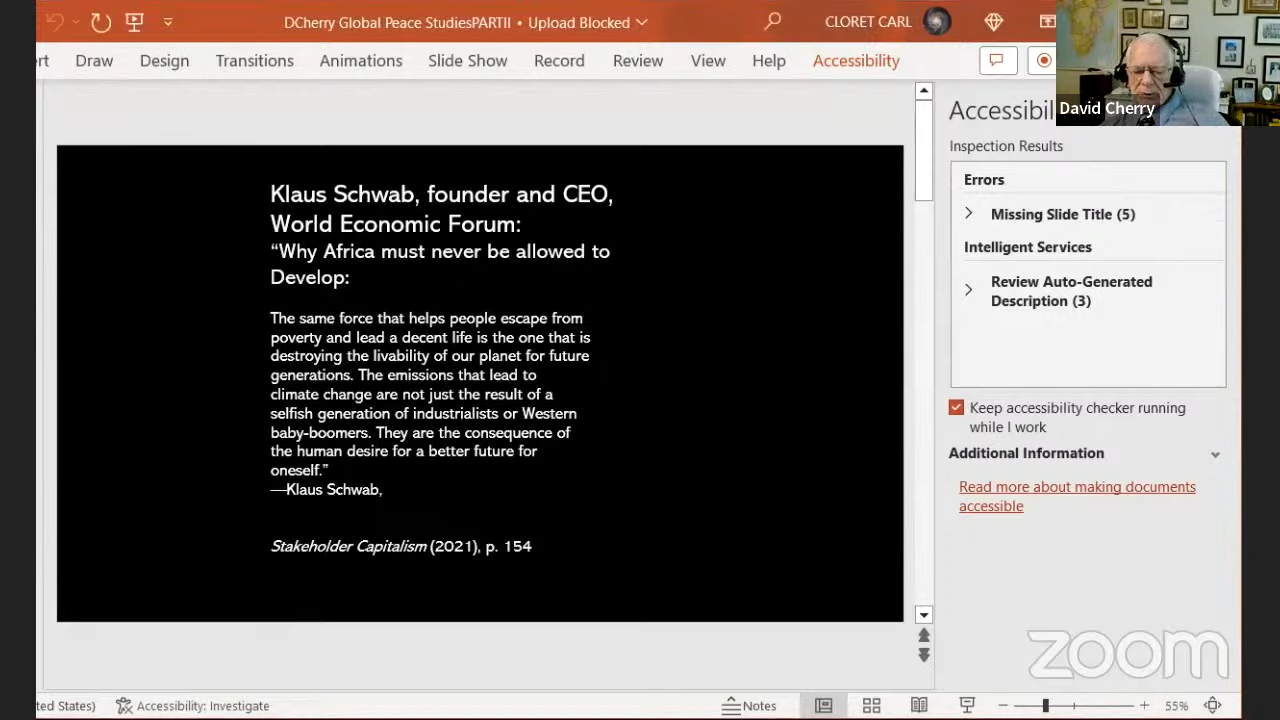 DCherry Global Peace StudiesPARTII • Upload Blocked
CLORET CARL
Draw Design Transitions Animations Slide Show Record Review View Help Accessibility
David Cherry
Inspection Results
Errors
Missing Slide Title (5)
Intelligent Services
Review Auto-Generated
Description (3)
Keep accessibility checker running
while I work
Additional Information
Read more about making documents
accessible
Klaus Schwab, founder and CEO,
World Economic Forum:
“Why Africa must never be allowed to
Develop:
The same force that helps people escape from
poverty and lead a decent life is the one that is
destroying the livability of our planet for future
generations. The emissions that lead to
climate change are not just the result of a
selfish generation of industrialists or Western
baby-boomers. They are the consequence of
the human desire for a better future for
oneself.”
—Klaus Schwab,
Stakeholder Capitalism (2021), p. 154
zoom
ted States) Accessibility: Investigate Notes 55%